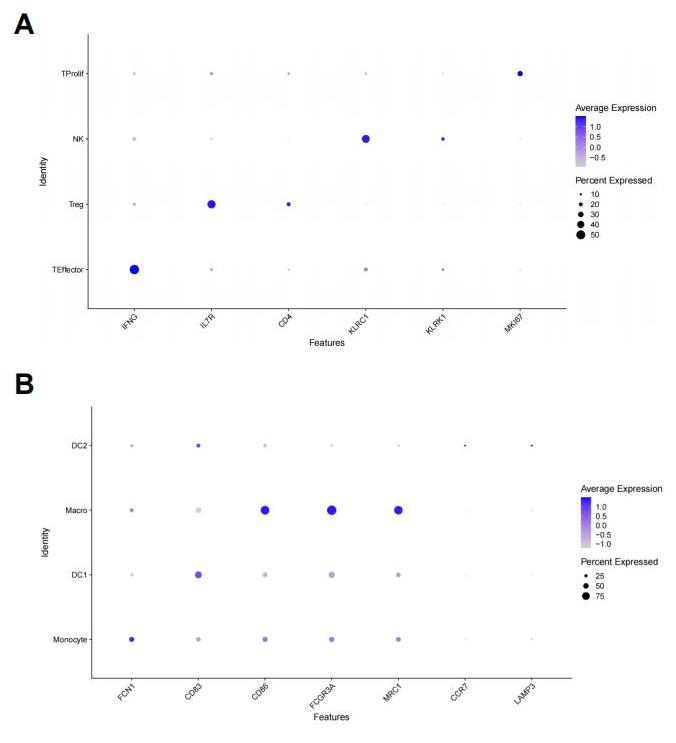 A
TProlif
NK
Treg
TEffector
Identity
IFNG
IL7R
CD4
KLRC1
KLRK1
MKI67
Features
Average Expression
1.0
0.5
0.0
−0.5
Percent Expressed
10
20
30
40
50
B
DC2
Macro
DC1
Monocyte
Identity
FCN1
CD83
CD86
FCGR3A
MRC1
CCR7
LAMP3
Features
Average Expression
1.0
0.5
0.0
−0.5
−1.0
Percent Expressed
25
50
75